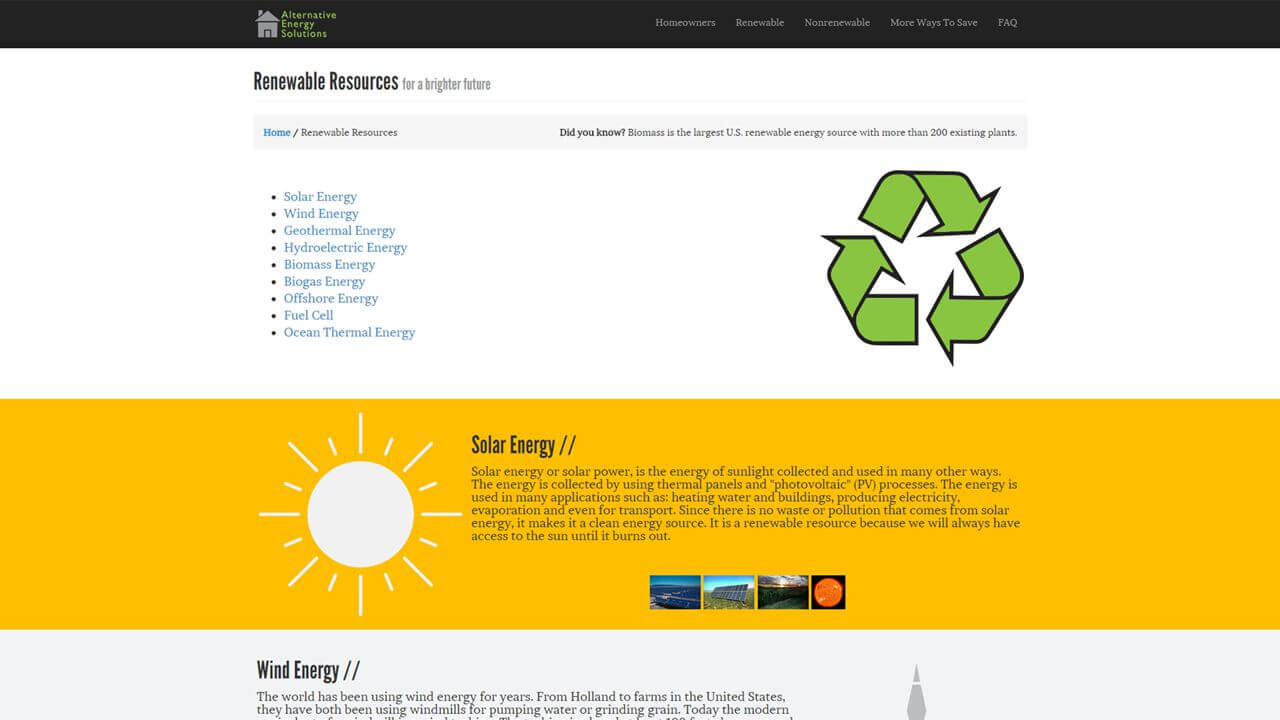 Alternative
Energy
Solutions
Homeowners Renewable Nonrenewable More Ways To Save FAQ
Renewable Resources for a brighter future
Home / Renewable Resources
Did you know? Biomass is the largest U.S. renewable energy source with more than 200 existing plants.
Solar Energy
Wind Energy
Geothermal Energy
Hydroelectric Energy
Biomass Energy
Biogas Energy
Offshore Energy
Fuel Cell
Ocean Thermal Energy
Solar Energy //
Solar energy or solar power, is the energy of sunlight collected and used in many other ways.
The energy is collected by using thermal panels and "photovoltaic" (PV) processes. The energy is
used in many applications such as: heating water and buildings, producing electricity,
evaporation and even for transport. Since there is no waste or pollution that comes from solar
energy, it makes it a clean energy source. It is a renewable resource because we will always have
access to the sun until it burns out.
Wind Energy //
The world has been using wind energy for years. From Holland to farms in the United States,
they have both been using windmills for pumping water or grinding grain. Today the modern